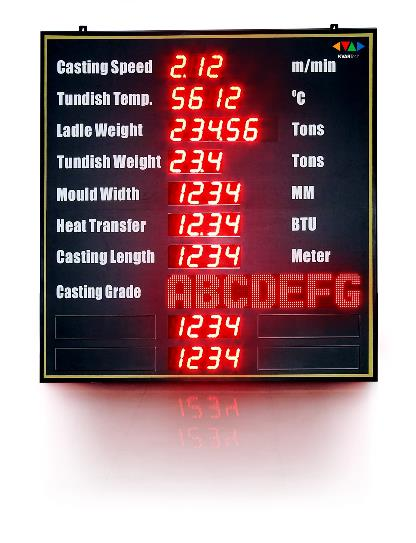 Casting Speed 2.12 m/min
Tundish Temp. 5612 ⁰C
Ladle Weight 234.56 Tons
Tundish Weight 23.4 Tons
Mould Width 1234 MM
Heat Transfer 12.34 BTU
Casting Length 1234 Meter
Casting Grade ABCDEFG
1234
1234